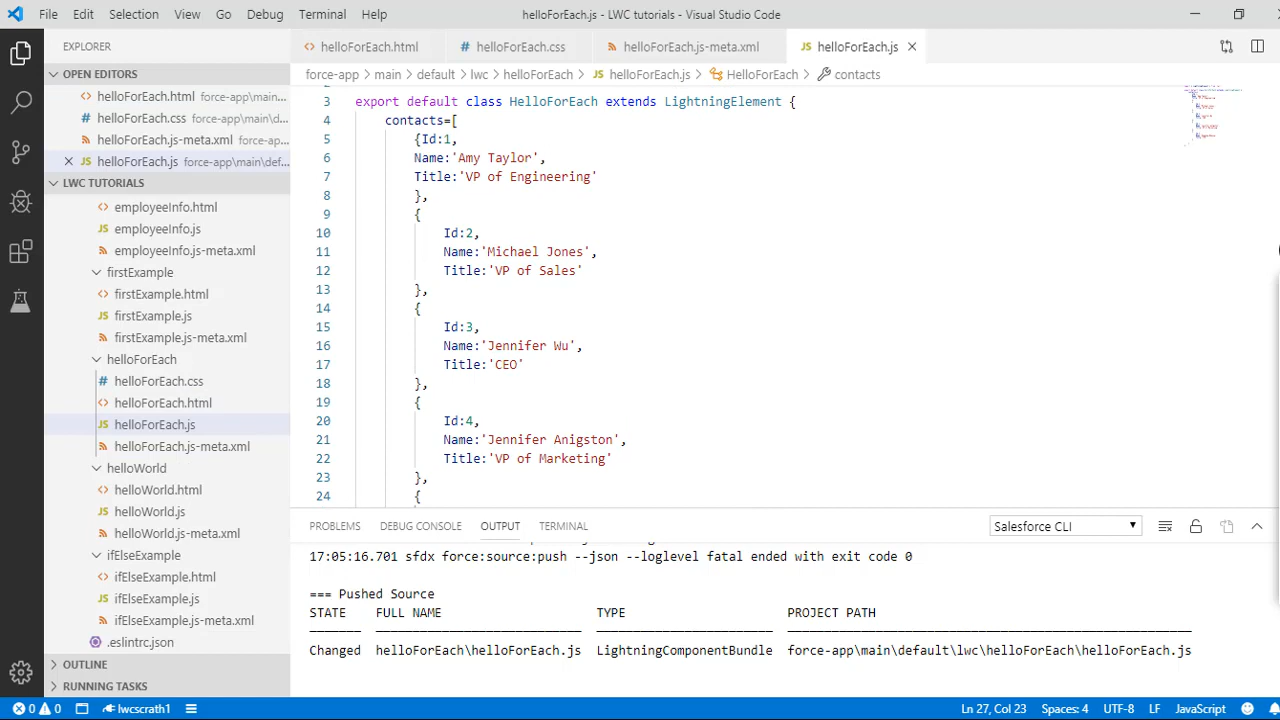 File Edit Selection View Go Debug Terminal Help helloForEach.js - LWC tutorials - Visual Studio Code
EXPLORER
OPEN EDITORS
helloForEach.html force-app\main...
helloForEach.css force-app\main\d...
helloForEach.js-meta.xml force-ap...
helloForEach.js force-app\main\def...
LWC TUTORIALS
employeeInfo.html
employeeInfo.js
employeeInfo.js-meta.xml
firstExample
firstExample.html
firstExample.js
firstExample.js-meta.xml
helloForEach
helloForEach.css
helloForEach.html
helloForEach.js
helloForEach.js-meta.xml
helloWorld
helloWorld.html
helloWorld.js
helloWorld.js-meta.xml
ifElseExample
ifElseExample.html
ifElseExample.js
ifElseExample.js-meta.xml
.eslintrc.json
OUTLINE
RUNNING TASKS
helloForEach.html helloForEach.css helloForEach.js-meta.xml JS helloForEach.js
force-app > main > default > lwc > helloForEach > JS helloForEach.js > HelloForEach > contacts
3 export default class HelloForEach extends LightningElement {
4 contacts=[
5 {Id:1,
6 Name:'Amy Taylor',
7 Title:'VP of Engineering'
8 },
9 {
10 Id:2,
11 Name:'Michael Jones',
12 Title:'VP of Sales'
13 },
14 {
15 Id:3,
16 Name:'Jennifer Wu',
17 Title:'CEO'
18 },
19 {
20 Id:4,
21 Name:'Jennifer Anigston',
22 Title:'VP of Marketing'
23 },
24 {
PROBLEMS DEBUG CONSOLE OUTPUT TERMINAL Salesforce CLI
17:05:16.701 sfdx force:source:push --json --loglevel fatal ended with exit code 0
=== Pushed Source
STATE FULL NAME TYPE PROJECT PATH
Changed helloForEach\helloForEach.js LightningComponentBundle force-app\main\default\lwc\helloForEach\helloForEach.js
0 0 lwcscrath1 Ln 27, Col 23 Spaces: 4 UTF-8 LF JavaScript